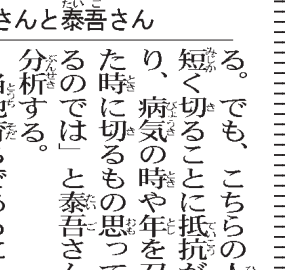 さんと泰吾さん
る。でも、こちらの
短く切ることに抵抗
り、病気の時や年を
た時に切るもの思って
るのでは」と泰吾さ
分析する。